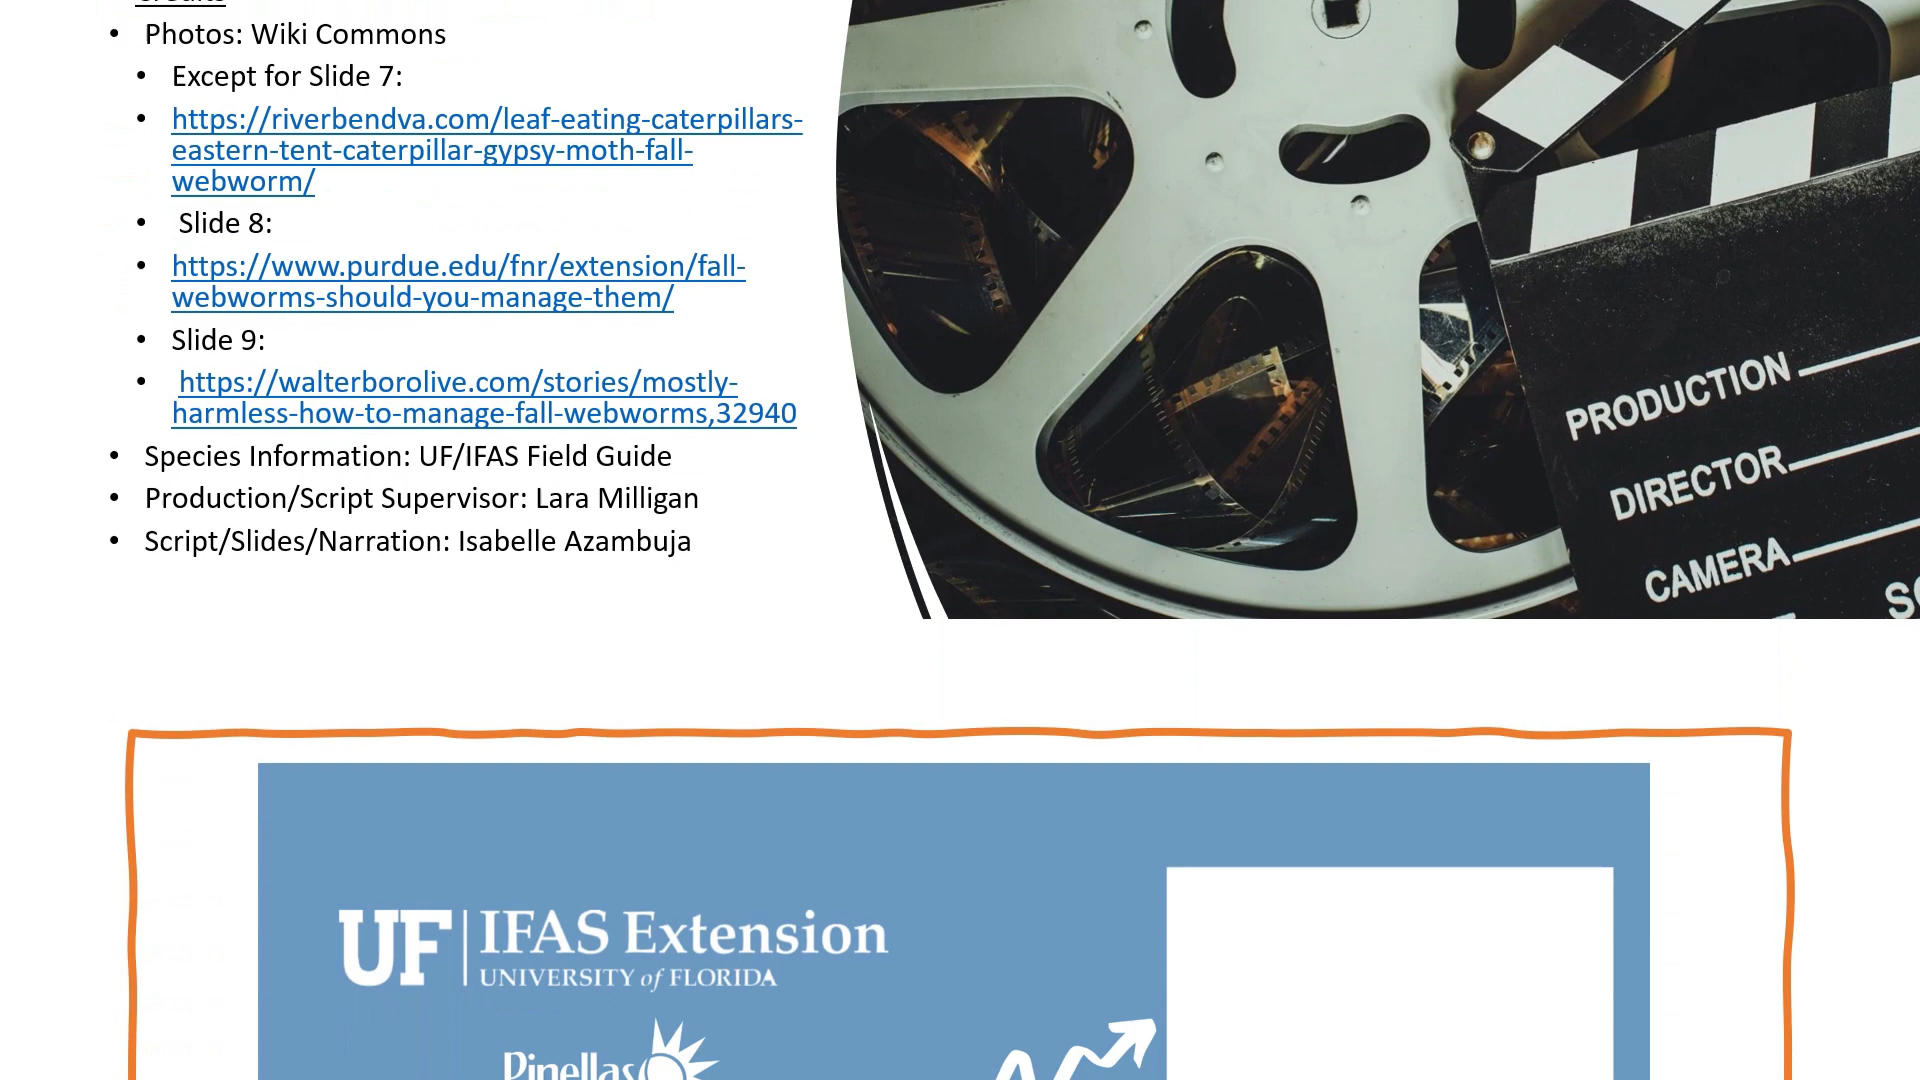 Credits
• Photos: Wiki Commons
• Except for Slide 7:
• https://riverbendva.com/leaf-eating-caterpillars-
eastern-tent-caterpillar-gypsy-moth-fall-
webworm/
• Slide 8:
• https://www.purdue.edu/fnr/extension/fall-
webworms-should-you-manage-them/
• Slide 9:
• https://walterborolive.com/stories/mostly-
harmless-how-to-manage-fall-webworms,32940
• Species Information: UF/IFAS Field Guide
• Production/Script Supervisor: Lara Milligan
• Script/Slides/Narration: Isabelle Azambuja
PRODUCTION
DIRECTOR
CAMERA
UF IFAS Extension
UNIVERSITY of FLORIDA
Pinellas